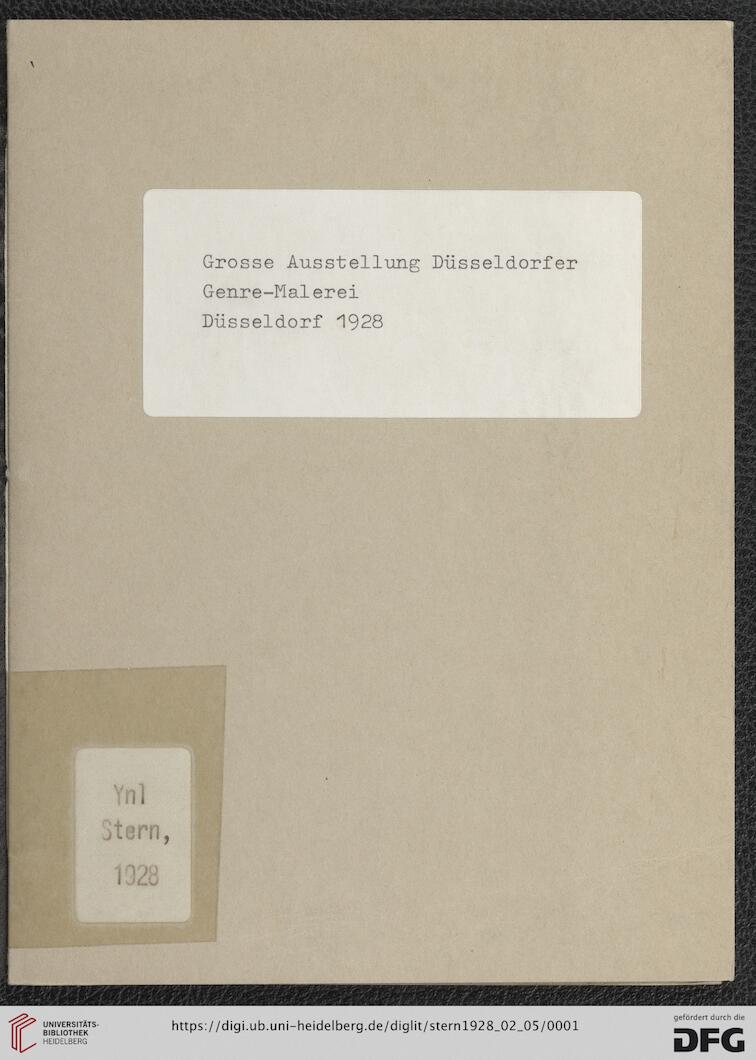 Grosse Ausstellung Düsseldorfer
Genre-Malerei
Düsseldorf 1928
Ynl
Stern,
1928
UNIVERSITÄTS-
BIBLIOTHEK
HEIDELBERG
https://digi.ub.uni-heidelberg.de/diglit/stern1928_02_05/0001
gefördert durch die
DFG